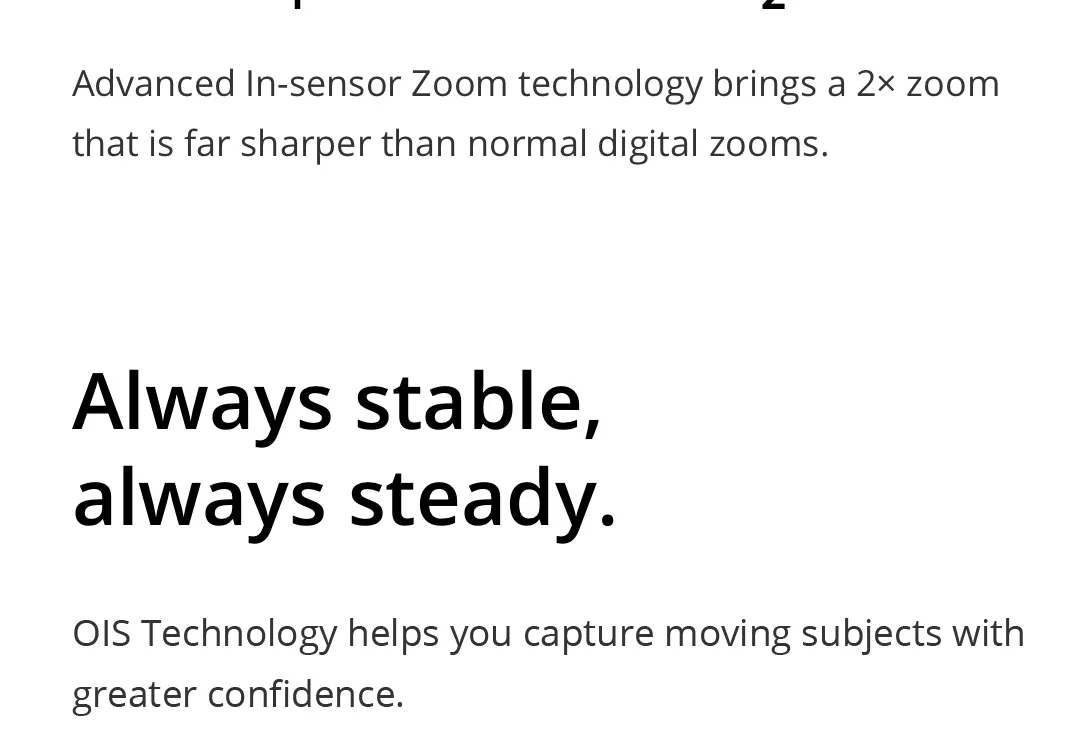 Advanced In-sensor Zoom technology brings a 2× zoom
that is far sharper than normal digital zooms.
Always stable,
always steady.
OIS Technology helps you capture moving subjects with
greater confidence.